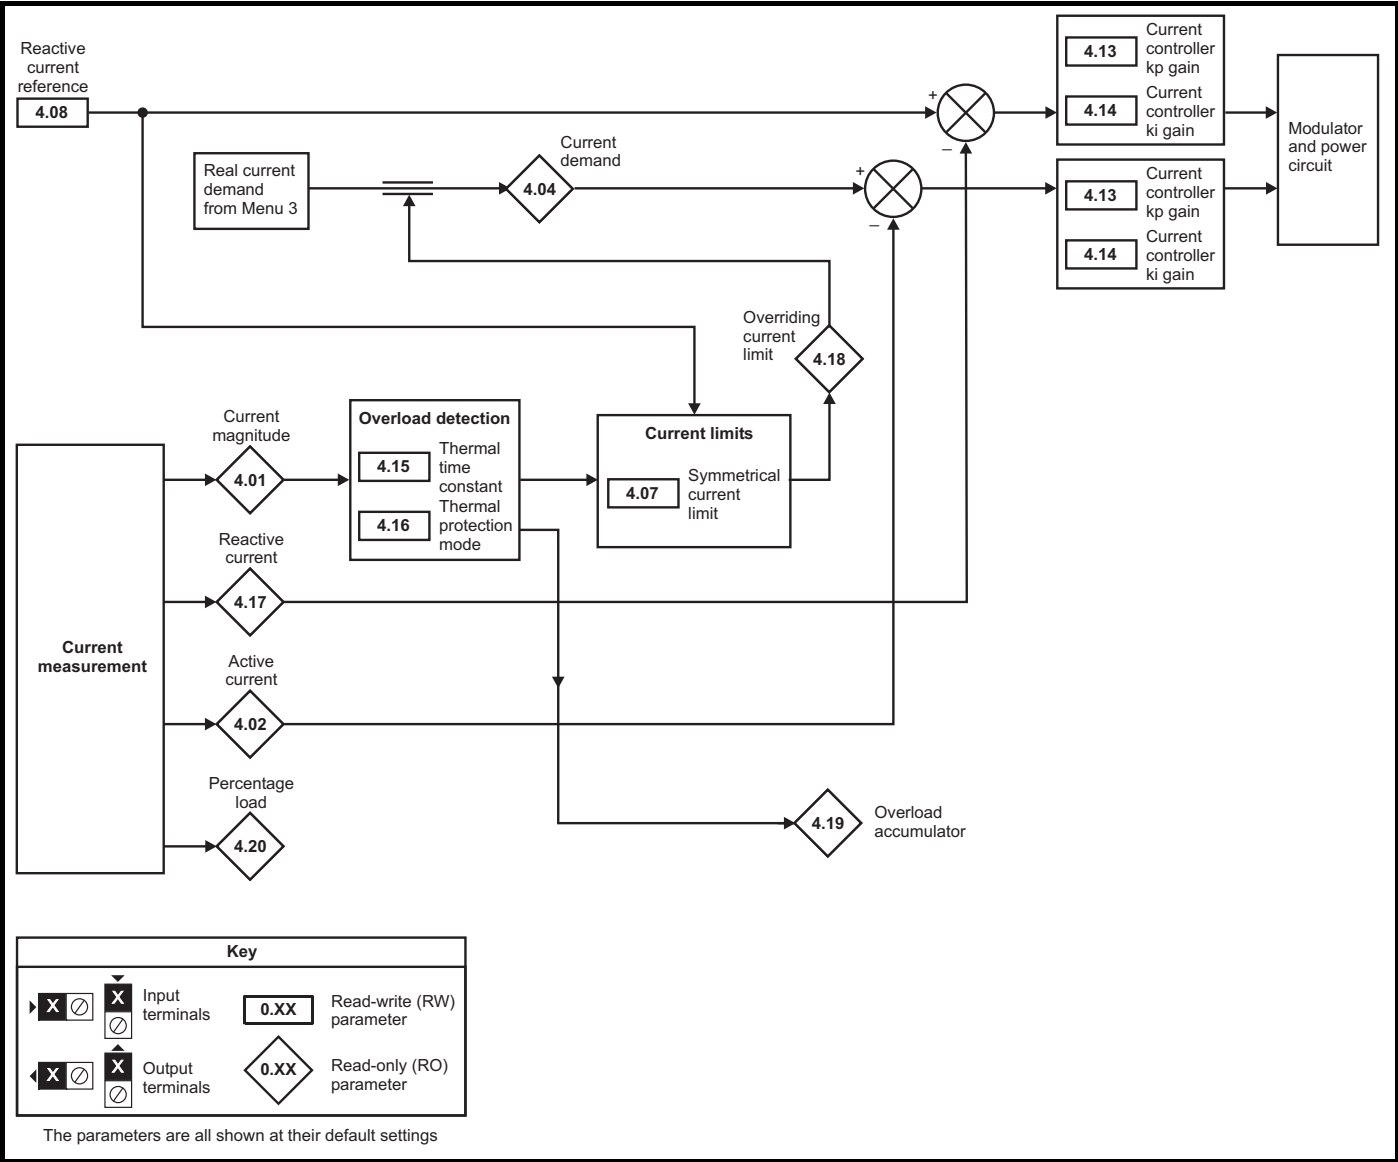 Reactive
current
reference
4.08
Real current
demand
from Menu 3
Current
demand
4.04
+
–
+
–
4.13
Current
controller
kp gain
4.14
Current
controller
ki gain
4.13
Current
controller
kp gain
4.14
Current
controller
ki gain
Modulator
and power
circuit
Overriding
current
limit
4.18
Current
measurement
Current
magnitude
4.01
Overload detection
4.15
Thermal
time
constant
4.16
Thermal
protection
mode
Current limits
4.07
Symmetrical
current
limit
Reactive
current
4.17
Active
current
4.02
Percentage
load
4.20
4.19
Overload
accumulator
Key
X
X
Input
terminals
0.XX
Read-write (RW)
parameter
X
X
Output
terminals
0.XX
Read-only (RO)
parameter
The parameters are all shown at their default settings